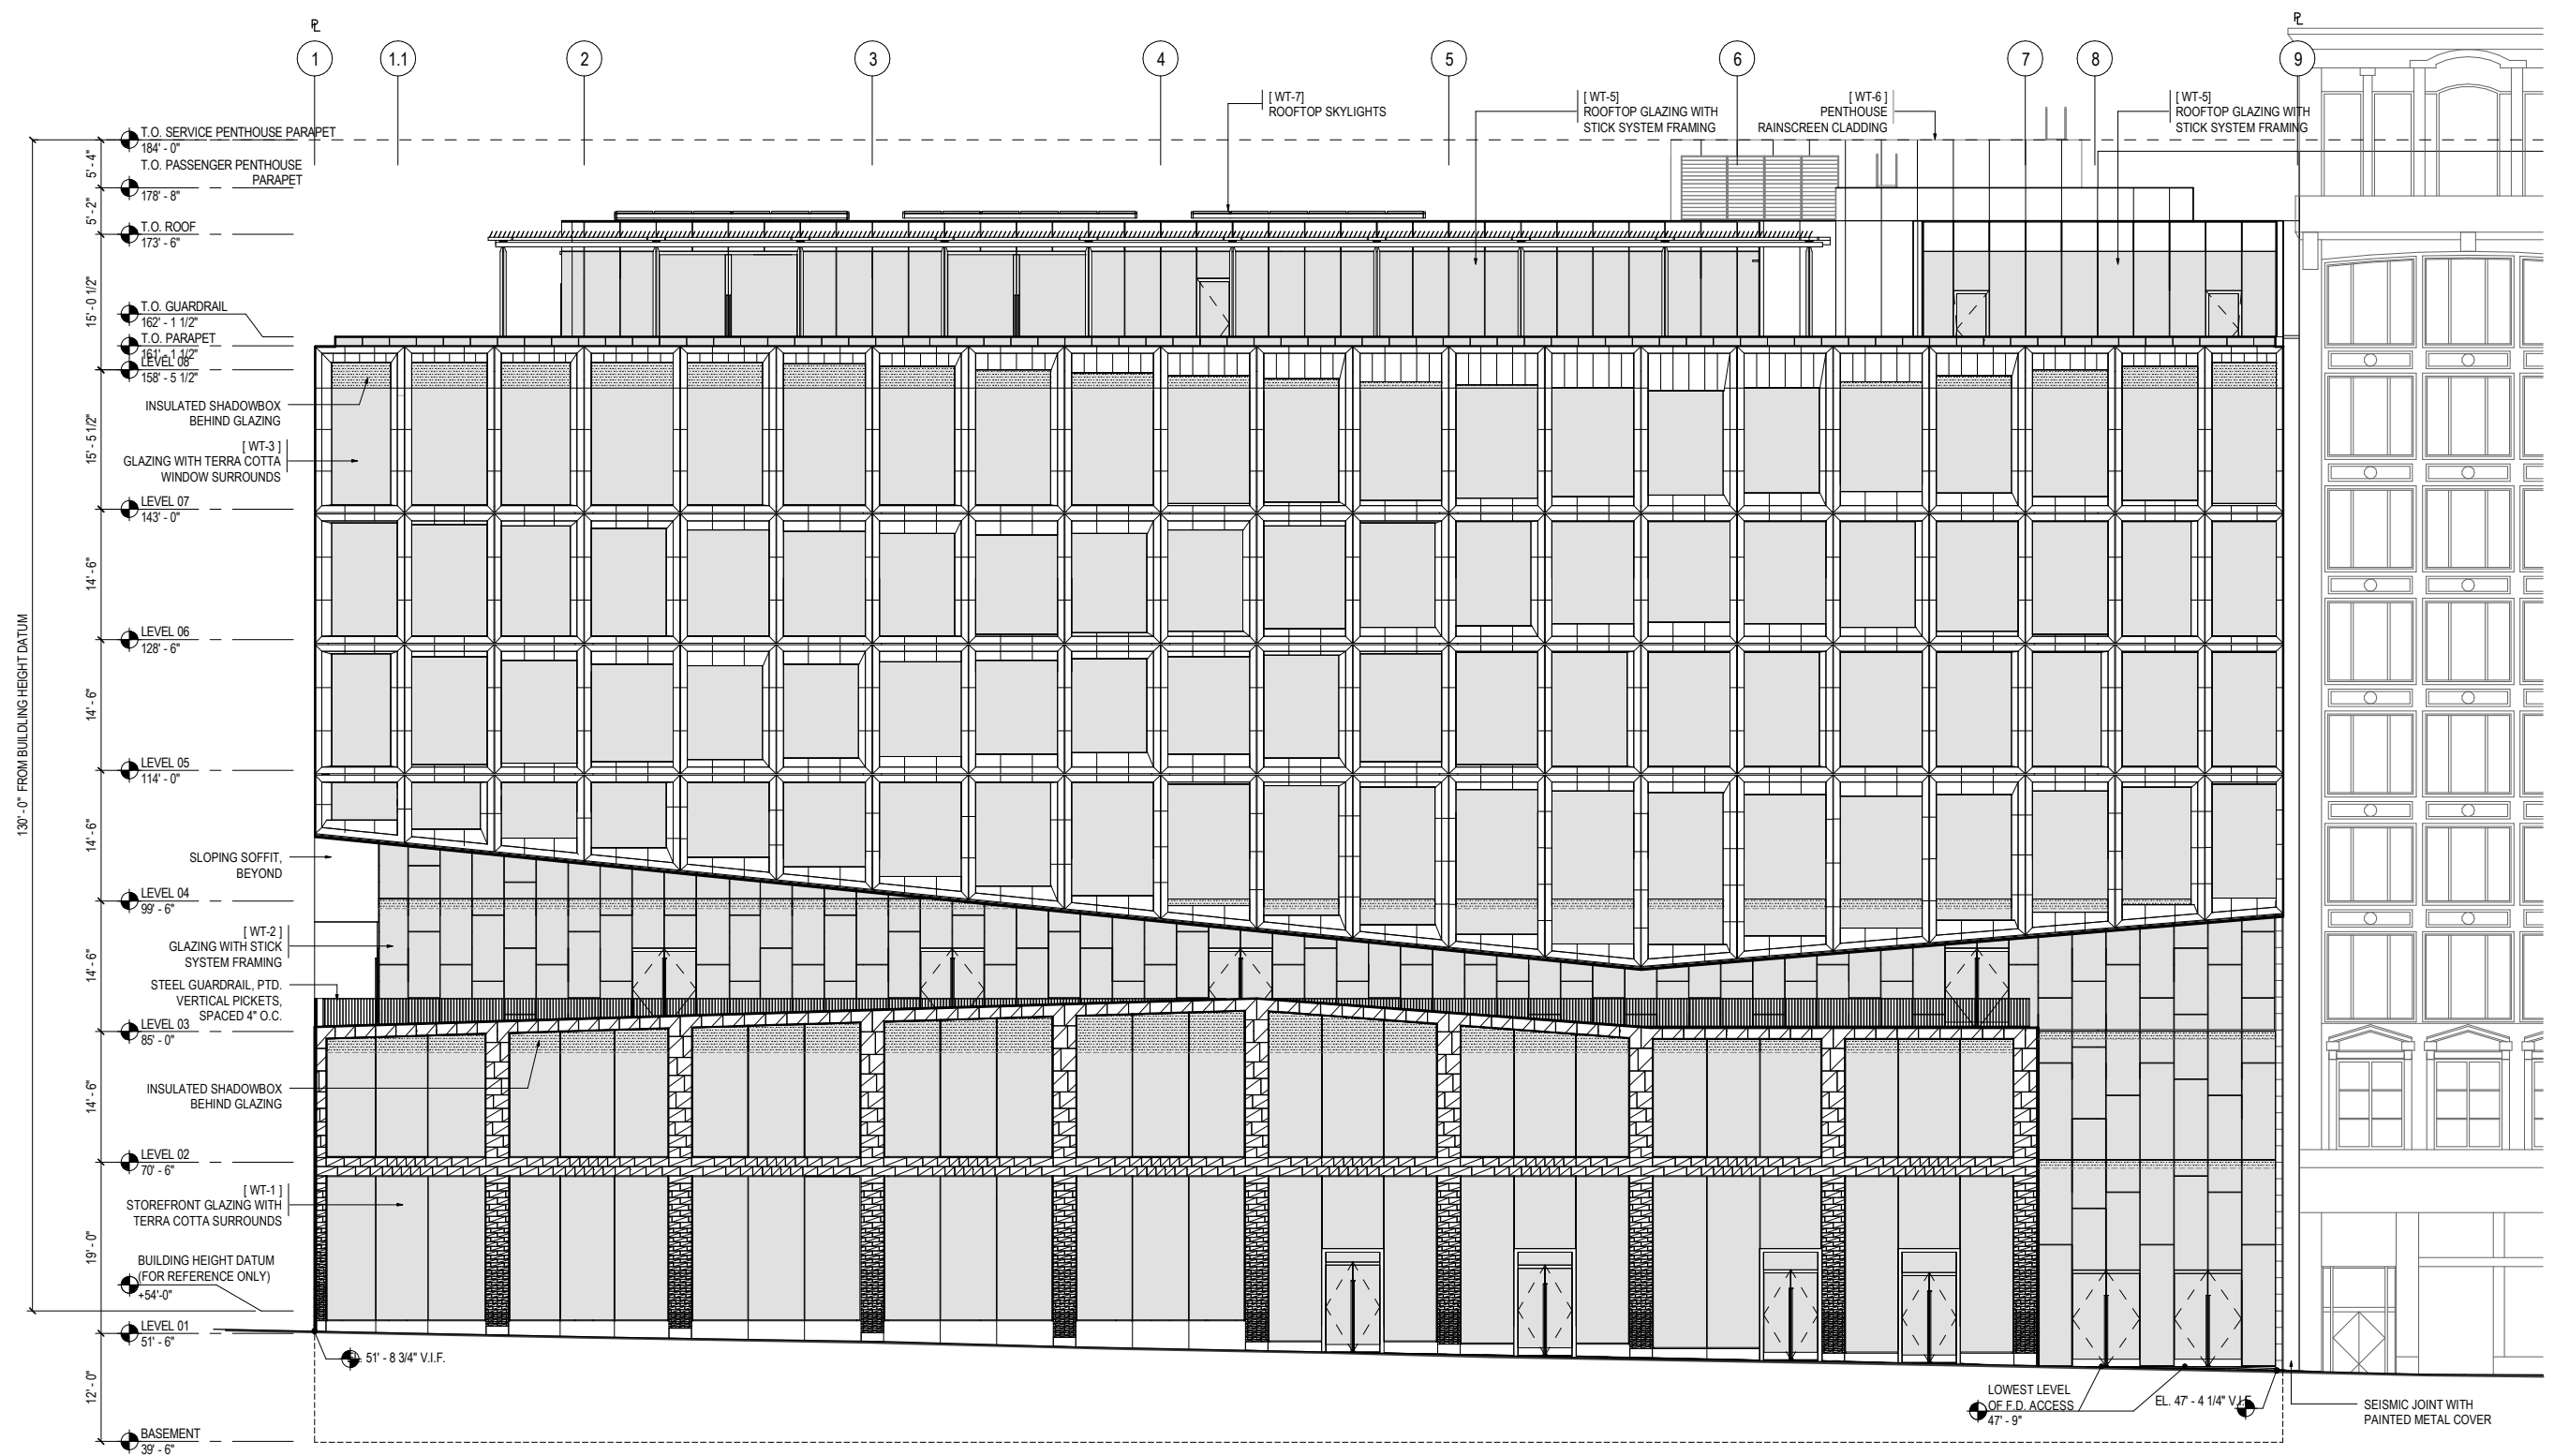 PL
PL
1
1.1
2
3
4
5
6
7
8
9
[ WT-7]
ROOFTOP SKYLIGHTS
[ WT-5]
ROOFTOP GLAZING WITH
STICK SYSTEM FRAMING
[ WT-6 ]
PENTHOUSE
RAINSCREEN CLADDING
[ WT-5]
ROOFTOP GLAZING WITH
STICK SYSTEM FRAMING
T.O. SERVICE PENTHOUSE PARAPET
184' - 0"
5' - 4"
T.O. PASSENGER PENTHOUSE
PARAPET
178' - 8"
5' - 2"
T.O. ROOF
173' - 6"
15' - 0 1/2"
T.O. GUARDRAIL
162' - 1 1/2"
T.O. PARAPET
161' - 1 1/2"
LEVEL 08
158' - 5 1/2"
INSULATED SHADOWBOX
BEHIND GLAZING
15' - 5 1/2"
[ WT-3 ]
GLAZING WITH TERRA COTTA
WINDOW SURROUNDS
LEVEL 07
143' - 0"
14' - 6"
LEVEL 06
128' - 6"
130' - 0" FROM BUILDLING HEIGHT DATUM
14' - 6"
LEVEL 05
114' - 0"
14' - 6"
SLOPING SOFFIT,
BEYOND
LEVEL 04
99' - 6"
14' - 6"
[ WT-2 ]
GLAZING WITH STICK
SYSTEM FRAMING
STEEL GUARDRAIL, PTD.
VERTICAL PICKETS,
SPACED 4" O.C.
LEVEL 03
85' - 0"
14' - 6"
INSULATED SHADOWBOX
BEHIND GLAZING
LEVEL 02
70' - 6"
[ WT-1 ]
STOREFRONT GLAZING WITH
TERRA COTTA SURROUNDS
19' - 0"
BUILDING HEIGHT DATUM
(FOR REFERENCE ONLY)
+54'-0"
LEVEL 01
51' - 6"
51' - 8 3/4" V.I.F.
12' - 0"
LOWEST LEVEL
OF F.D. ACCESS
47' - 9"
EL. 47' - 4 1/4" V.I.F.
SEISMIC JOINT WITH
PAINTED METAL COVER
BASEMENT
39' - 6"